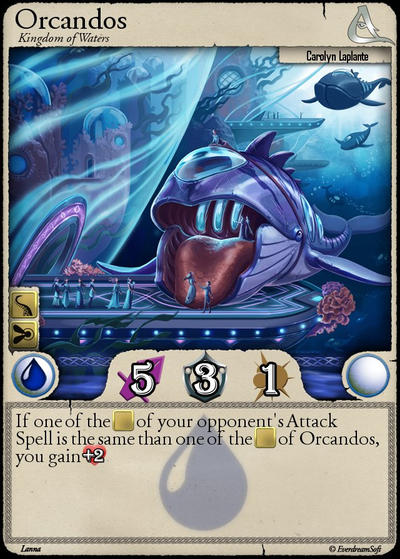 Orcandos
Kingdom of Waters
Carolyn Laplante
5 3 1
If one of the of your opponent's Attack
Spell is the same than one of the of Orcandos,
you gain +2
Lanna © EverdreamSoft